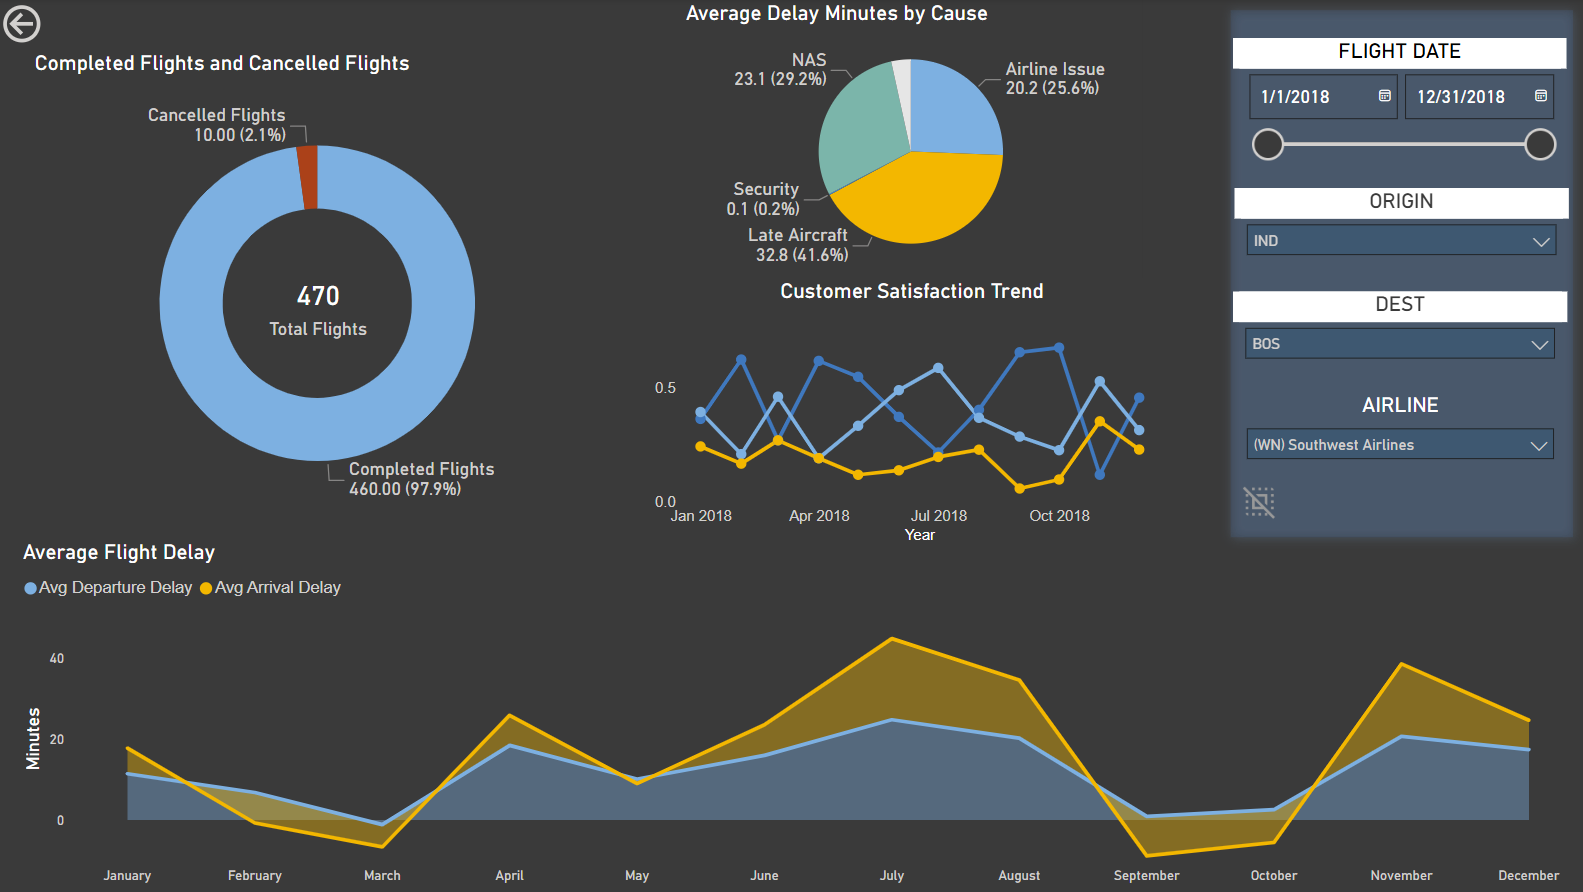 Completed Flights and Cancelled Flights
Cancelled Flights
10.00 (2.1%)
470
Total Flights
Completed Flights
460.00 (97.9%)
Average Delay Minutes by Cause
NAS
23.1 (29.2%)
Airline Issue
20.2 (25.6%)
Security
0.1 (0.2%)
Late Aircraft
32.8 (41.6%)
Customer Satisfaction Trend
0.5
0.0
Jan 2018 Apr 2018 Jul 2018 Oct 2018
Year
FLIGHT DATE
1/1/2018 12/31/2018
ORIGIN
IND
DEST
BOS
AIRLINE
(WN) Southwest Airlines
Average Flight Delay
Avg Departure Delay Avg Arrival Delay
Minutes
40
20
0
January February March April May June July August September October November December